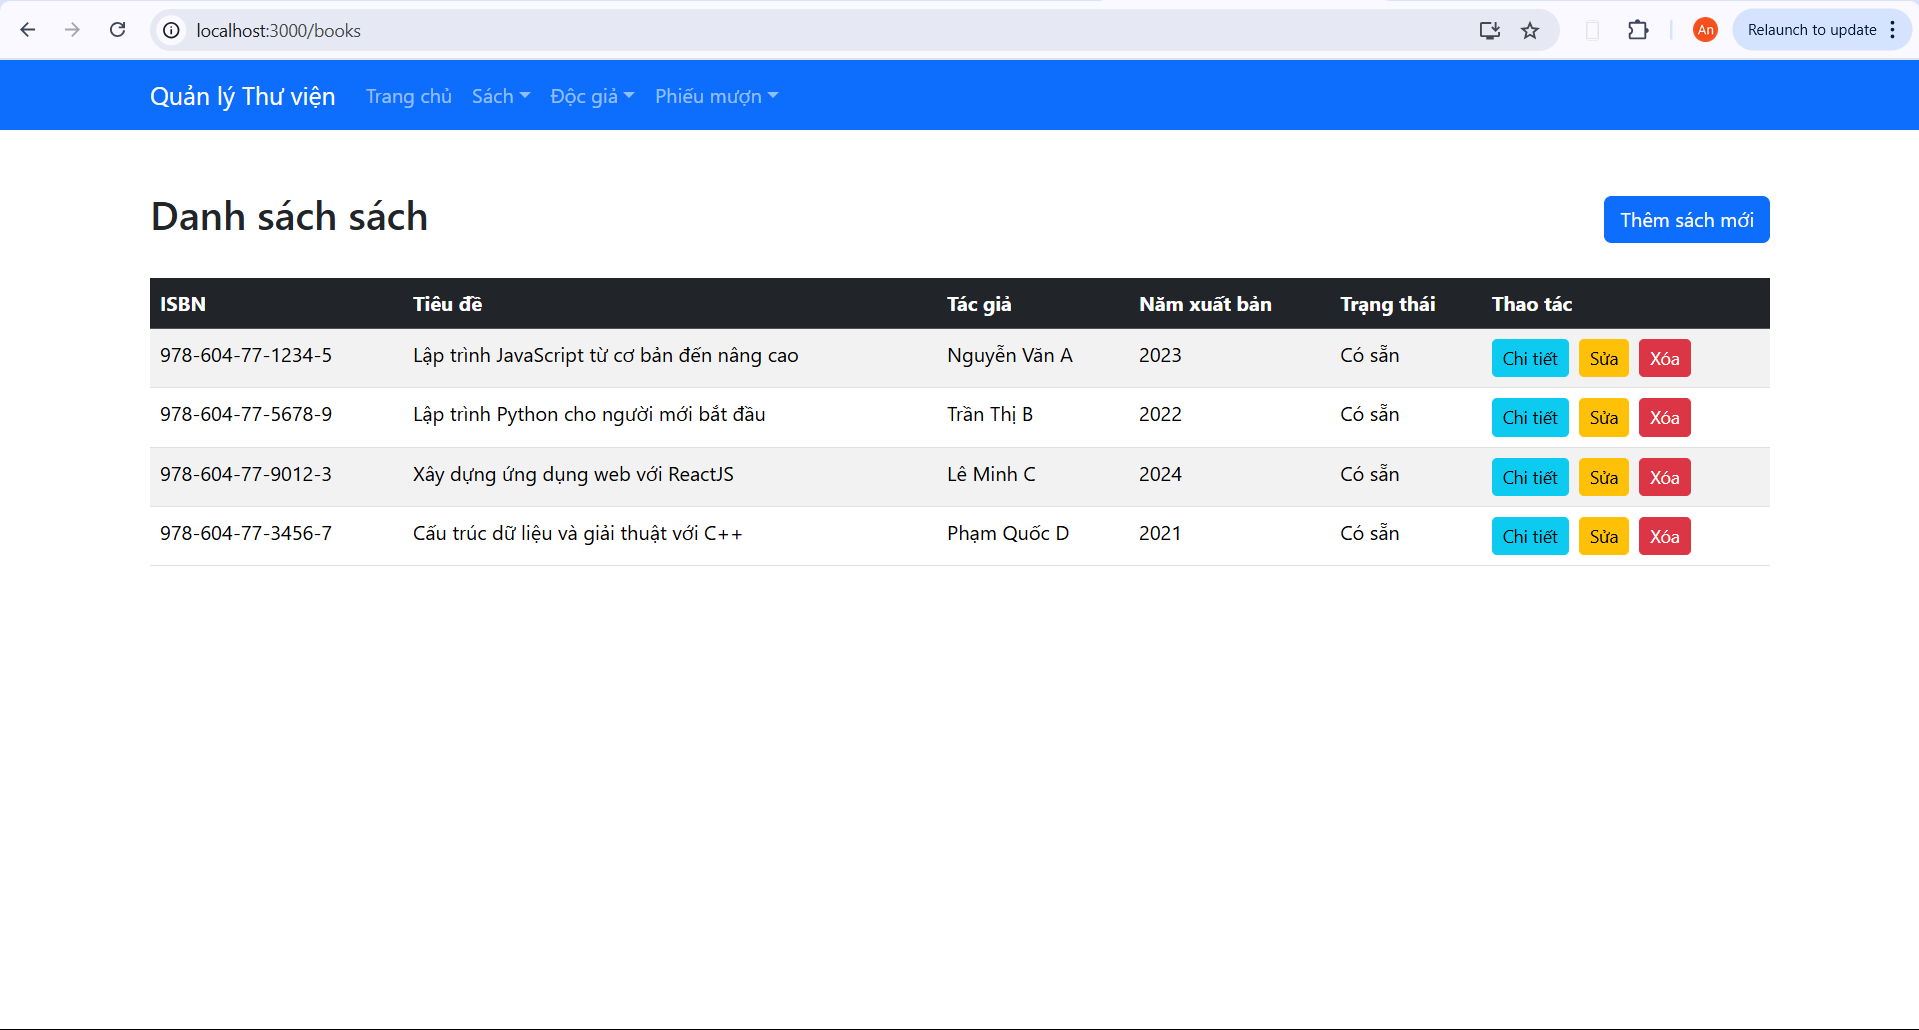 localhost:3000/books An Relaunch to update
Quản lý Thư viện Trang chủ Sách Độc giả Phiếu mượn
Danh sách sách Thêm sách mới
ISBN Tiêu đề Tác giả Năm xuất bản Trạng thái Thao tác
978-604-77-1234-5 Lập trình JavaScript từ cơ bản đến nâng cao Nguyễn Văn A 2023 Có sẵn Chi tiết Sửa Xóa
978-604-77-5678-9 Lập trình Python cho người mới bắt đầu Trần Thị B 2022 Có sẵn Chi tiết Sửa Xóa
978-604-77-9012-3 Xây dựng ứng dụng web với ReactJS Lê Minh C 2024 Có sẵn Chi tiết Sửa Xóa
978-604-77-3456-7 Cấu trúc dữ liệu và giải thuật với C++ Phạm Quốc D 2021 Có sẵn Chi tiết Sửa Xóa